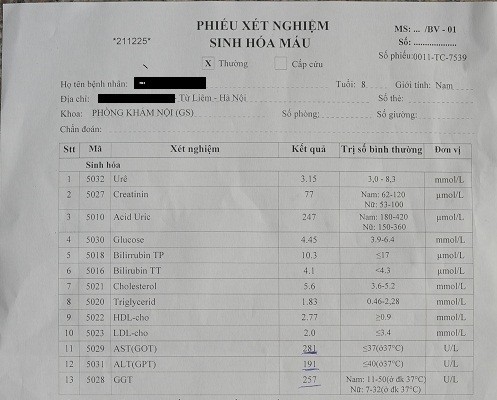 PHIẾU XÉT NGHIỆM
*211225*
SINH HÓA MÁU
MS: ... /BV - 01
Số: ..................
X Thường
Cấp cứu
Số phiếu:0011-TC-7539
Họ tên bệnh nhân:
Tuổi: 8
Giới tính: Nam
Địa chỉ: Từ Liêm - Hà Nội
Số thẻ:
Khoa: PHÒNG KHÁM NỘI (GS)
Số phòng:
Số giường:
Chẩn đoán:
Stt Mã Xét nghiệm Kết quả Trị số bình thường Đơn vị
Sinh hóa
1 5032 Urê 3.15 3,0 - 8,3 mmol/L
2 5027 Creatinin 77 Nam: 62-120 µmol/L
Nữ: 53-100
3 5010 Acid Uric 247 Nam: 180-420 µmol/L
Nữ: 150-360
4 5030 Glucose 4.45 3.9-6.4 mmol/L
5 5018 Bilirrubin TP 10.3 ≤17 µmol/L
6 5016 Bilirubin TT 4.1 <4.3 µmol/L
7 5021 Cholesterol 5.6 3.6-5.2 mmol/L
8 5020 Triglycerid 1.83 0.46-2,28 mmol/L
9 5022 HDL-cho 2.77 ≥0.9 mmol/L
10 5023 LDL-cho 2.0 ≤3.4 mmol/L
11 5029 AST(GOT) 281 ≤37(ở37°C) U/L
12 5031 ALT(GPT) 191 ≤40(ở37°C) U/L
13 5028 GGT 257 Nam: 11-50(ở đk 37°C) U/L
Nữ: 7-32(ở đk 37°C)